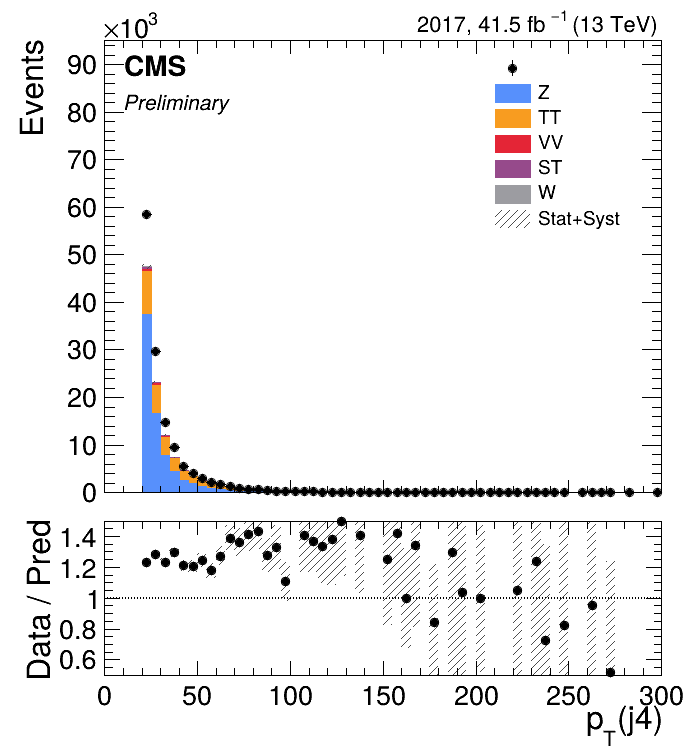 ×10³
2017, 41.5 fb⁻¹ (13 TeV)
CMS
Preliminary
Events
90
80
70
60
50
40
30
20
10
0
Z
TT
VV
ST
W
Stat+Syst
Data / Pred
1.4
1.2
1
0.8
0.6
0 50 100 150 200 250 300
p_T(j4)